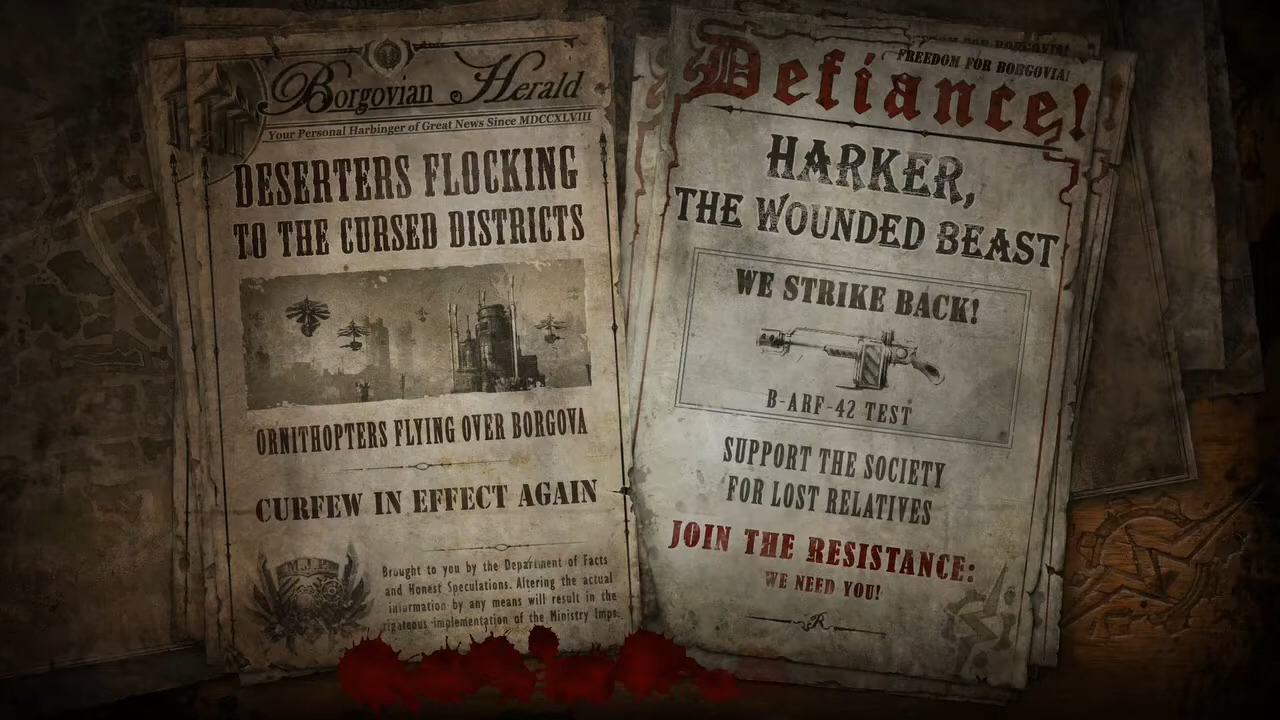 Borgovian Herald
Your Personal Harbinger of Great News Since MDCCXLVIII
DESERTERS FLOCKING
TO THE CURSED DISTRICTS
ORNITHOPTERS FLYING OVER BORGOVA
CURFEW IN EFFECT AGAIN
M.J.P.
Brought to you by the Department of Facts
and Honest Speculations. Altering the actual
information by any means will result in the
rigateous implementation of the Ministry Imps.
FREEDOM FOR BORGOVIA!
FREEDOM FOR BORGOVIA!
Defiance!
HARKER,
THE WOUNDED BEAST
WE STRIKE BACK!
B-ARF-42 TEST
SUPPORT THE SOCIETY
FOR LOST RELATIVES
JOIN THE RESISTANCE:
WE NEED YOU!
R